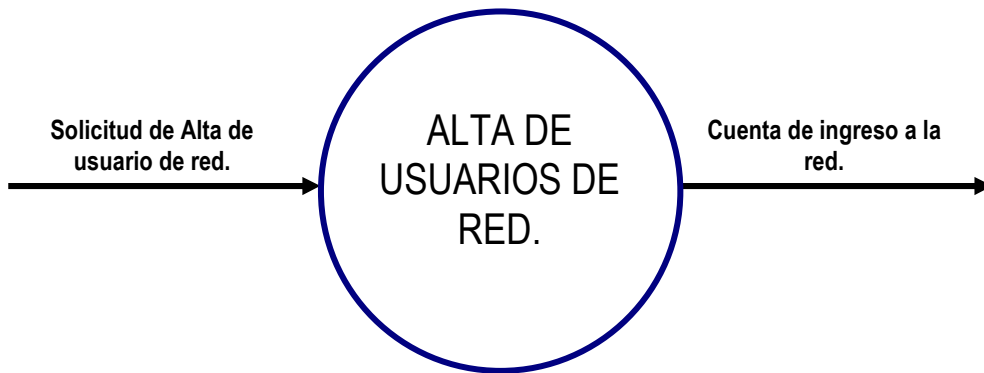 Solicitud de Alta de
usuario de red.
ALTA DE
USUARIOS DE
RED.
Cuenta de ingreso a la
red.